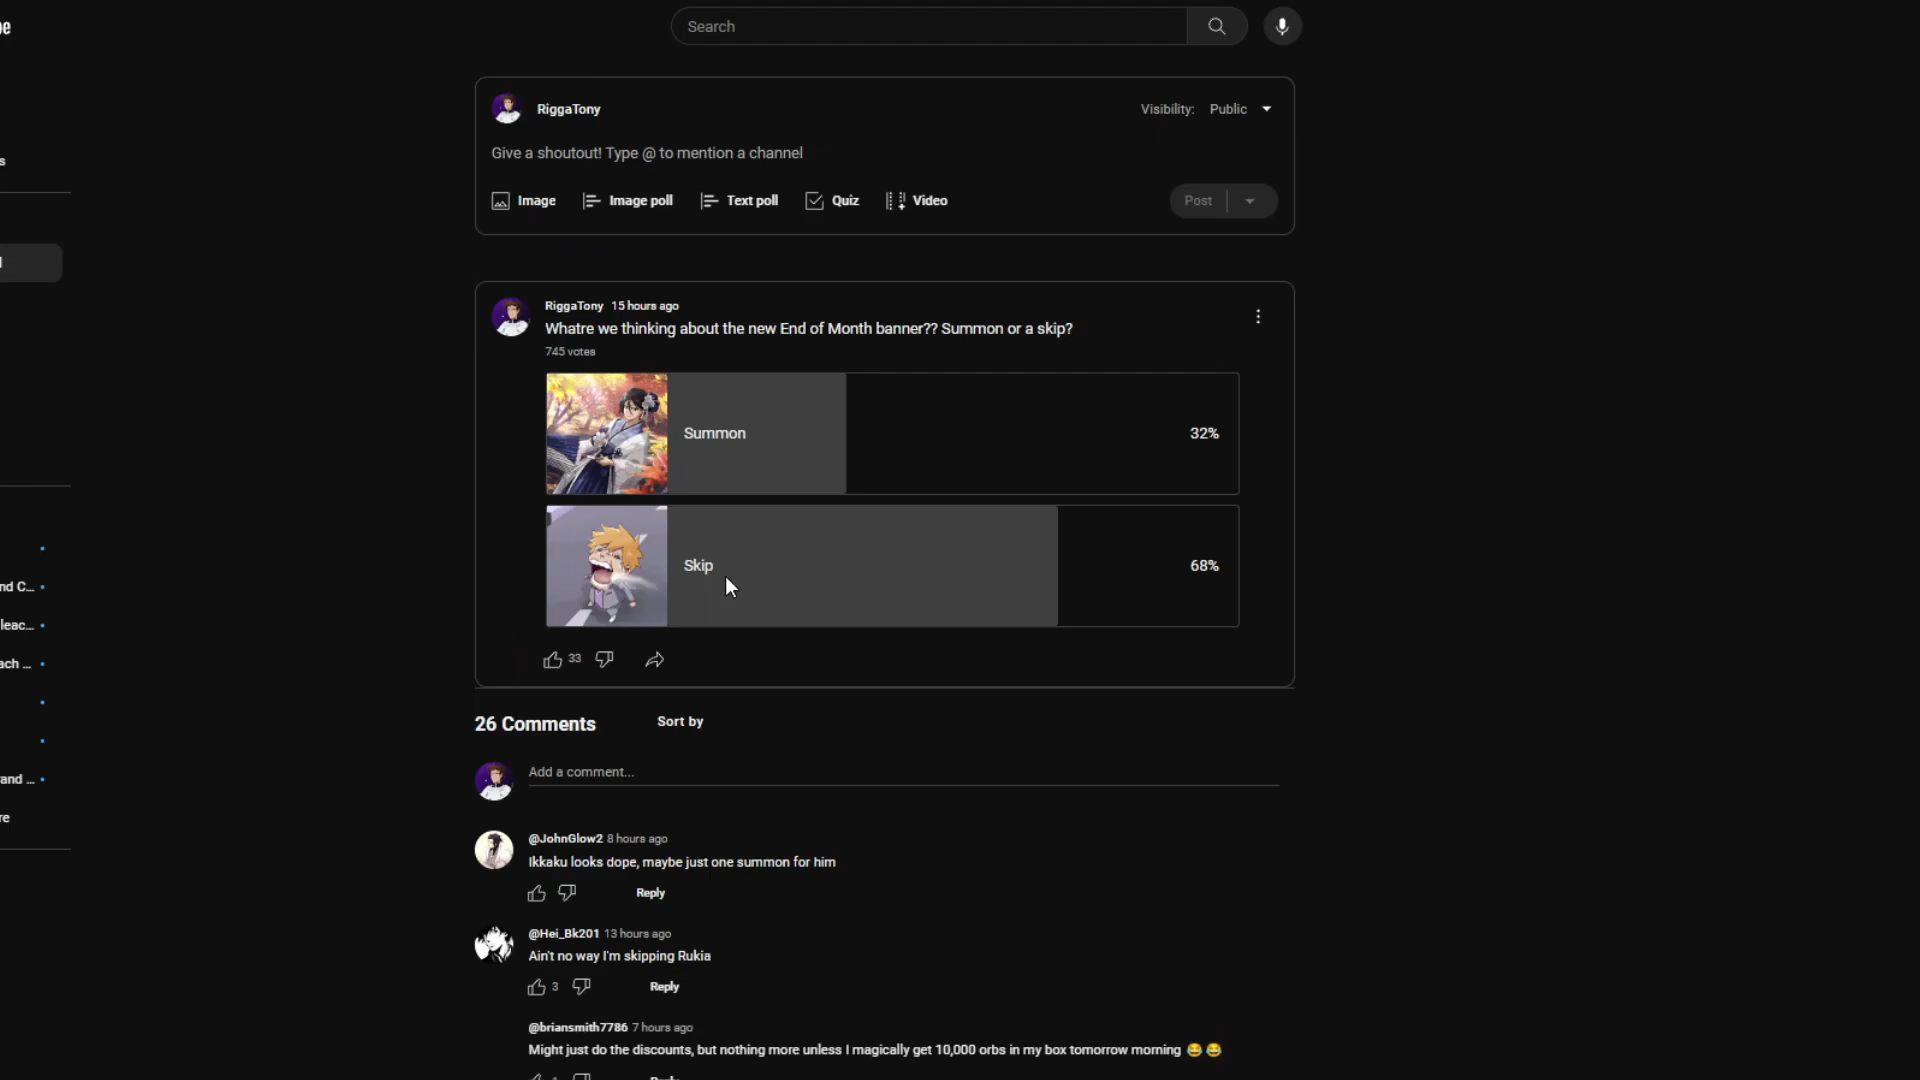 Search
RiggaTony
Visibility: Public
Give a shoutout! Type @ to mention a channel
Image
Image poll
Text poll
Quiz
Video
Post
RiggaTony 15 hours ago
Whatre we thinking about the new End of Month banner?? Summon or a skip?
745 votes
Summon
32%
Skip
68%
33
26 Comments
Sort by
Add a comment...
@JohnGlow2 8 hours ago
Ikkaku looks dope, maybe just one summon for him
Reply
@Hei_Bk201 13 hours ago
Ain't no way I'm skipping Rukia
3
Reply
@briansmith7786 7 hours ago
Might just do the discounts, but nothing more unless I magically get 10,000 orbs in my box tomorrow morning 😂😂
nd C...
leac...
ach ...
and ...
re